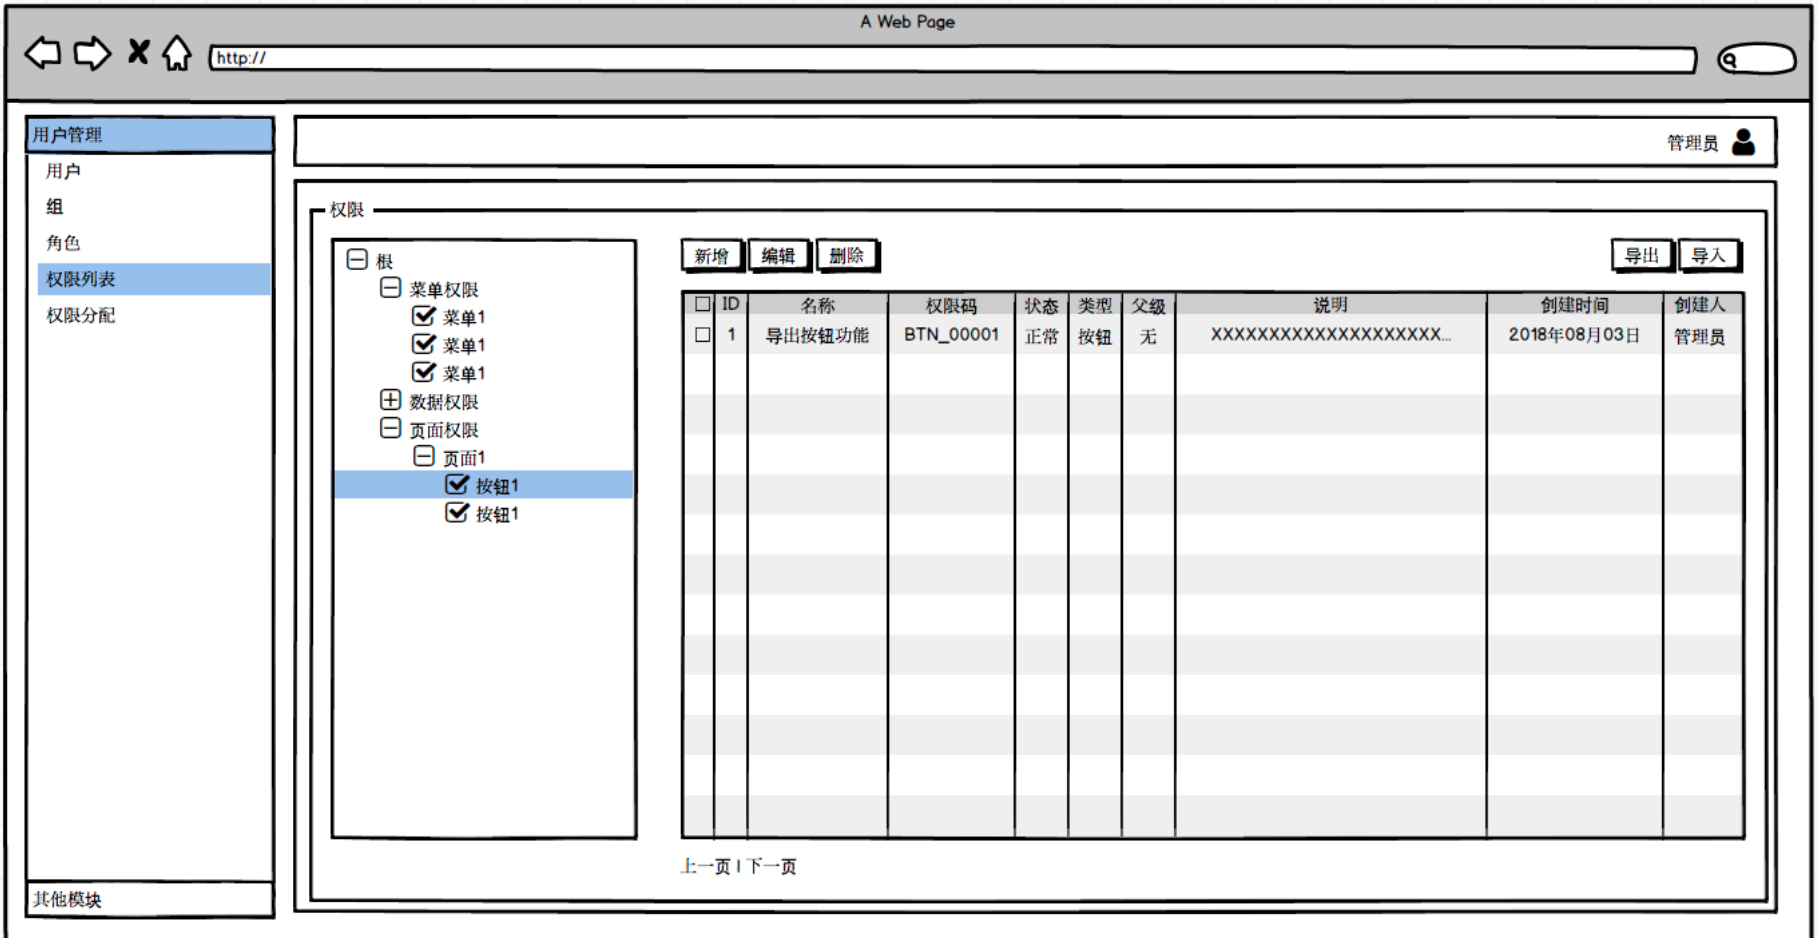 A Web Page
http://
用户管理
用户
组
角色
权限列表
权限分配
其他模块
管理员
权限
根
菜单权限
菜单1
菜单1
菜单1
数据权限
页面权限
页面1
按钮1
按钮1
新增 编辑 删除 导出 导入
ID 名称 权限码 状态 类型 父级 说明 创建时间 创建人
1 导出按钮功能 BTN_00001 正常 按钮 无 XXXXXXXXXXXXXXXXXXXX... 2018年08月03日 管理员
上一页 | 下一页